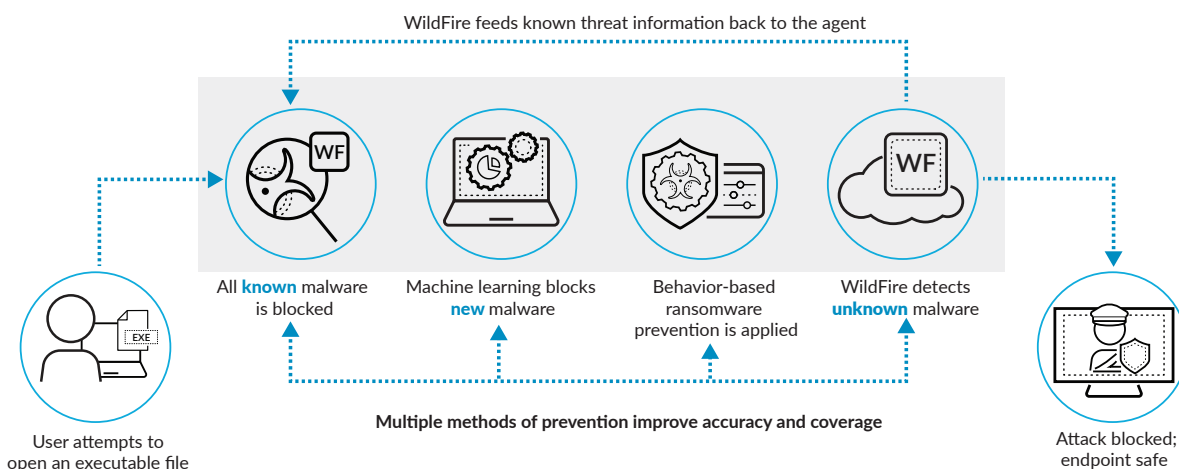 WildFire feeds known threat information back to the agent
WF
WF
All known malware
is blocked
Machine learning blocks
new malware
Behavior-based
ransomware
prevention is applied
WildFire detects
unknown malware
EXE
Multiple methods of prevention improve accuracy and coverage
User attempts to
open an executable file
Attack blocked;
endpoint safe